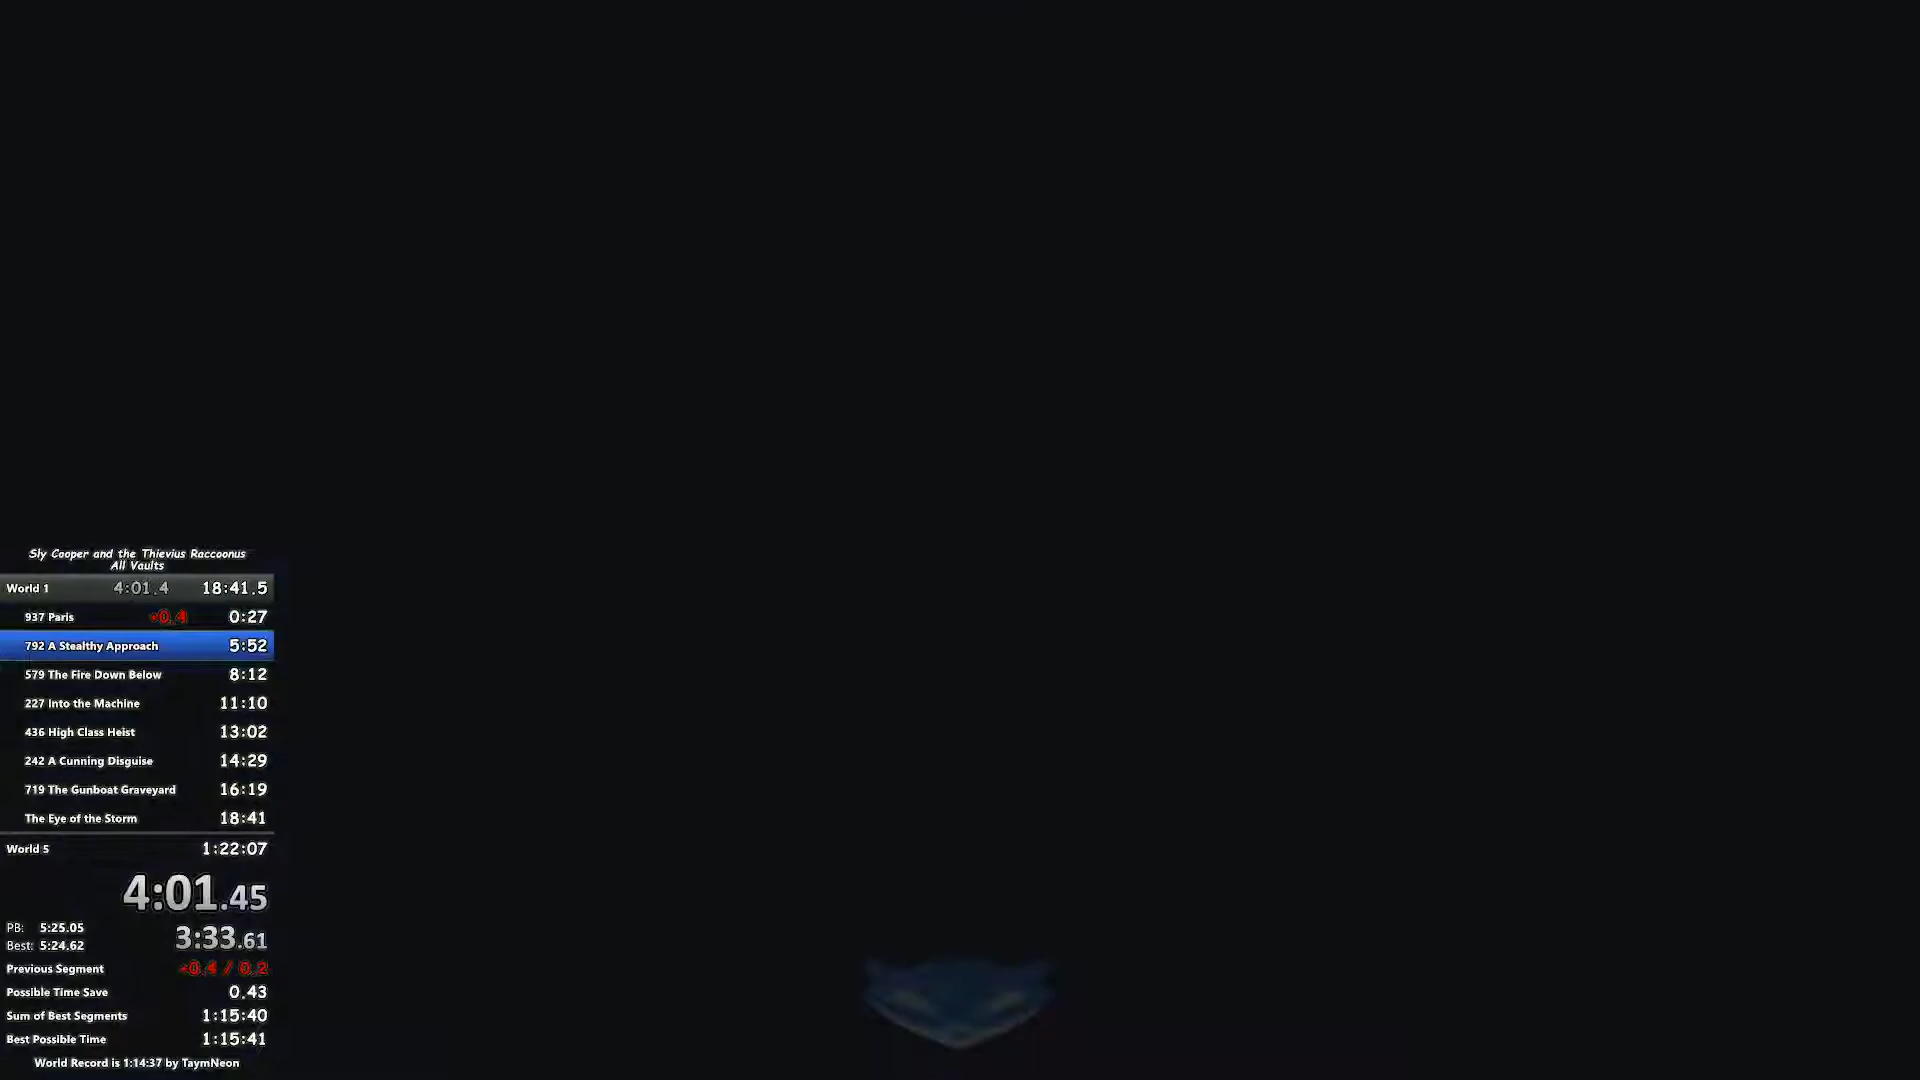 Sly Cooper and the Thievius Raccoonus
All Vaults
World 1 4:01.4 18:41.5
937 Paris +0.4 0:27
792 A Stealthy Approach 5:52
579 The Fire Down Below 8:12
227 Into the Machine 11:10
436 High Class Heist 13:02
242 A Cunning Disguise 14:29
719 The Gunboat Graveyard 16:19
The Eye of the Storm 18:41
World 5 1:22:07
4:01.45
PB: 5:25.05
Best: 5:24.62
3:33.61
Previous Segment +0.4 / 0.2
Possible Time Save 0.43
Sum of Best Segments 1:15:40
Best Possible Time 1:15:41
World Record is 1:14:37 by TaymNeon